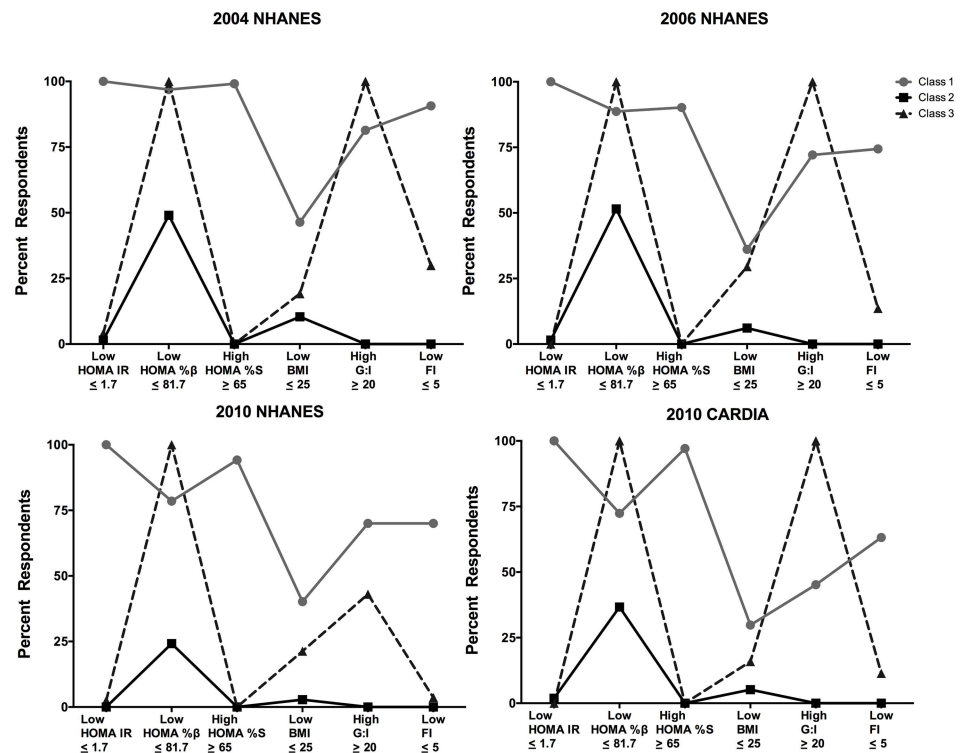 2004 NHANES
Percent Respondents
100
75
50
25
0
Low Low High Low High Low
HOMA IR HOMA %β HOMA %S BMI G:I FI
≤ 1.7 ≤ 81.7 ≥ 65 ≤ 25 ≥ 20 ≤ 5
2006 NHANES
Percent Respondents
100
75
50
25
0
Low Low High Low High Low
HOMA IR HOMA %β HOMA %S BMI G:I FI
≤ 1.7 ≤ 81.7 ≥ 65 ≤ 25 ≥ 20 ≤ 5
Class 1
Class 2
Class 3
2010 NHANES
Percent Respondents
100
75
50
25
0
Low Low High Low High Low
HOMA IR HOMA %β HOMA %S BMI G:I FI
≤ 1.7 ≤ 81.7 ≥ 65 ≤ 25 ≥ 20 ≤ 5
2010 CARDIA
Percent Respondents
100
75
50
25
0
Low Low High Low High Low
HOMA IR HOMA %β HOMA %S BMI G:I FI
≤ 1.7 ≤ 81.7 ≥ 65 ≤ 25 ≥ 20 ≤ 5